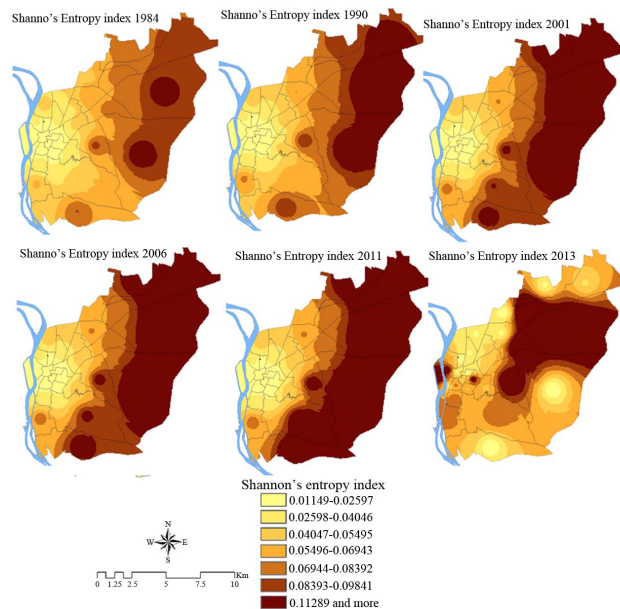 Shanno's Entropy index 1984
Shanno's Entropy index 1990
Shanno's Entropy index 2001
Shanno's Entropy index 2006
Shanno's Entropy index 2011
Shanno's Entropy index 2013
Shannon's entropy index
0.01149-0.02597
0.02598-0.04046
0.04047-0.05495
0.05496-0.06943
0.06944-0.08392
0.08393-0.09841
0.11289 and more
N
W E
S
Km
0 1.25 2.5 5 7.5 10